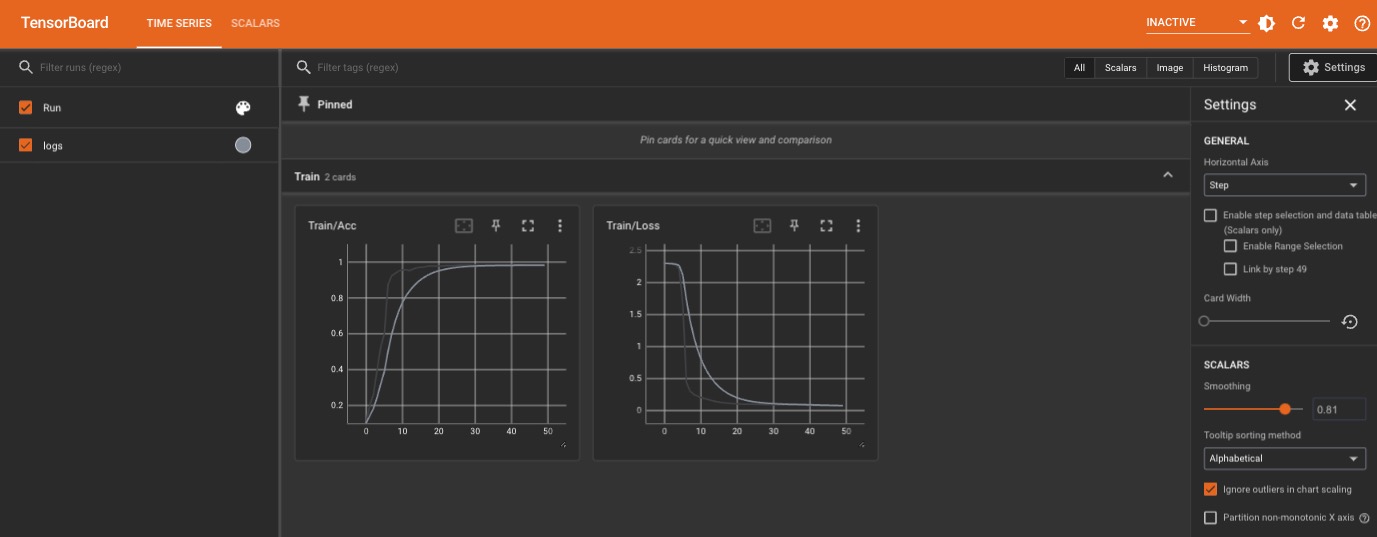 TensorBoard
TIME SERIES
SCALARS
INACTIVE
Filter runs (regex)
Run
logs
Filter tags (regex)
All
Scalars
Image
Histogram
Settings
Pinned
Pin cards for a quick view and comparison
Train 2 cards
Train/Acc
1
0.8
0.6
0.4
0.2
0 10 20 30 40 50
Train/Loss
2.5
2
1.5
1
0.5
0
0 10 20 30 40 50
Settings
GENERAL
Horizontal Axis
Step
Enable step selection and data table
(Scalars only)
Enable Range Selection
Link by step 49
Card Width
SCALARS
Smoothing
0.81
Tooltip sorting method
Alphabetical
Ignore outliers in chart scaling
Partition non-monotonic X axis